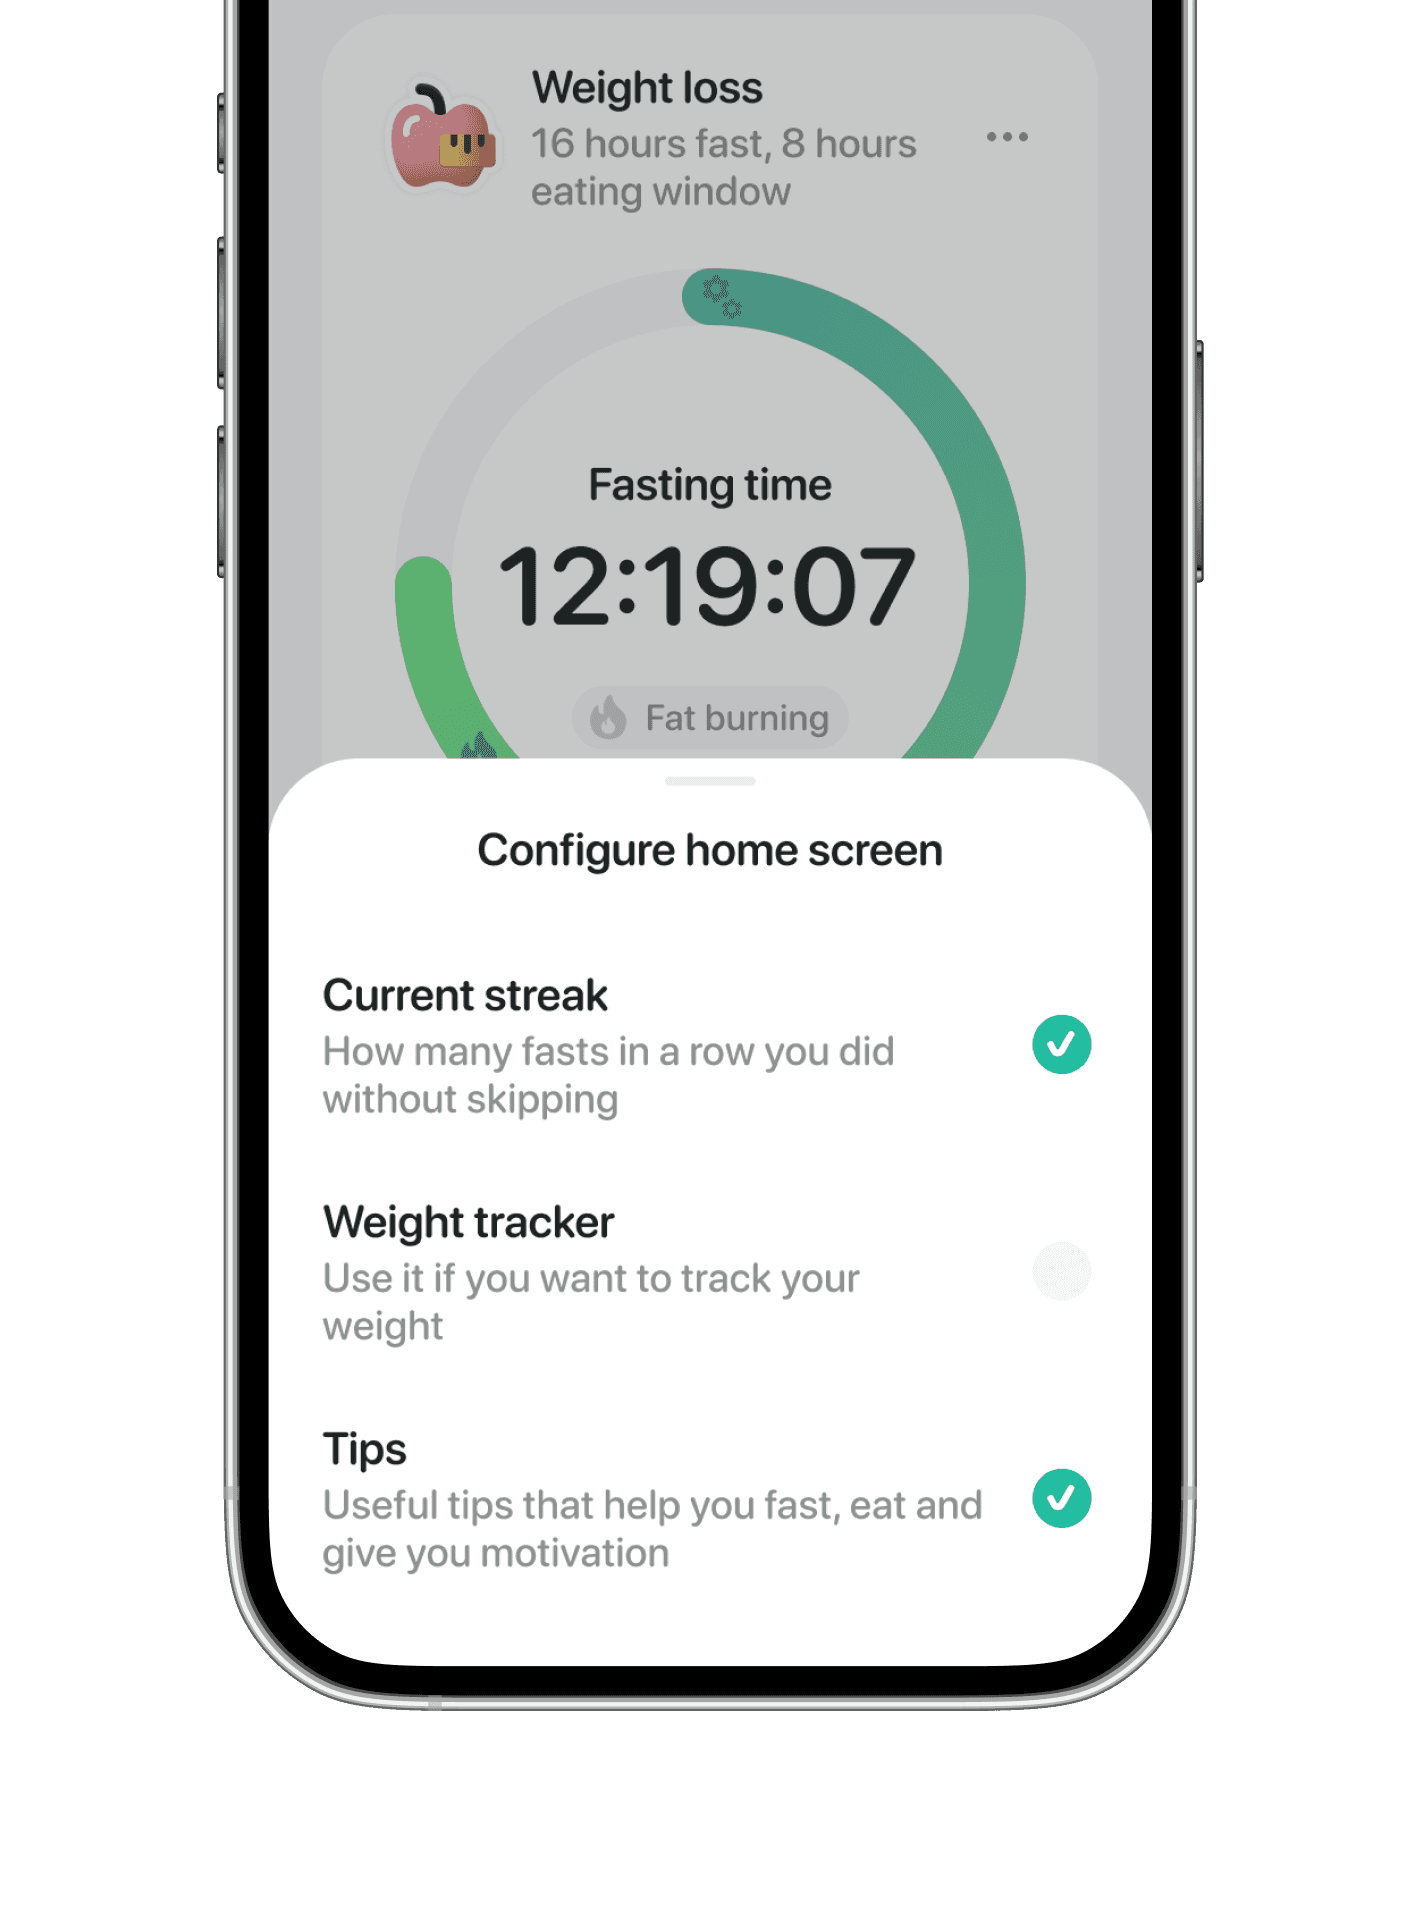 Weight loss
16 hours fast, 8 hours
eating window
Fasting time
12:19:07
Fat burning
Configure home screen
Current streak
How many fasts in a row you did
without skipping
Weight tracker
Use it if you want to track your
weight
Tips
Useful tips that help you fast, eat and
give you motivation